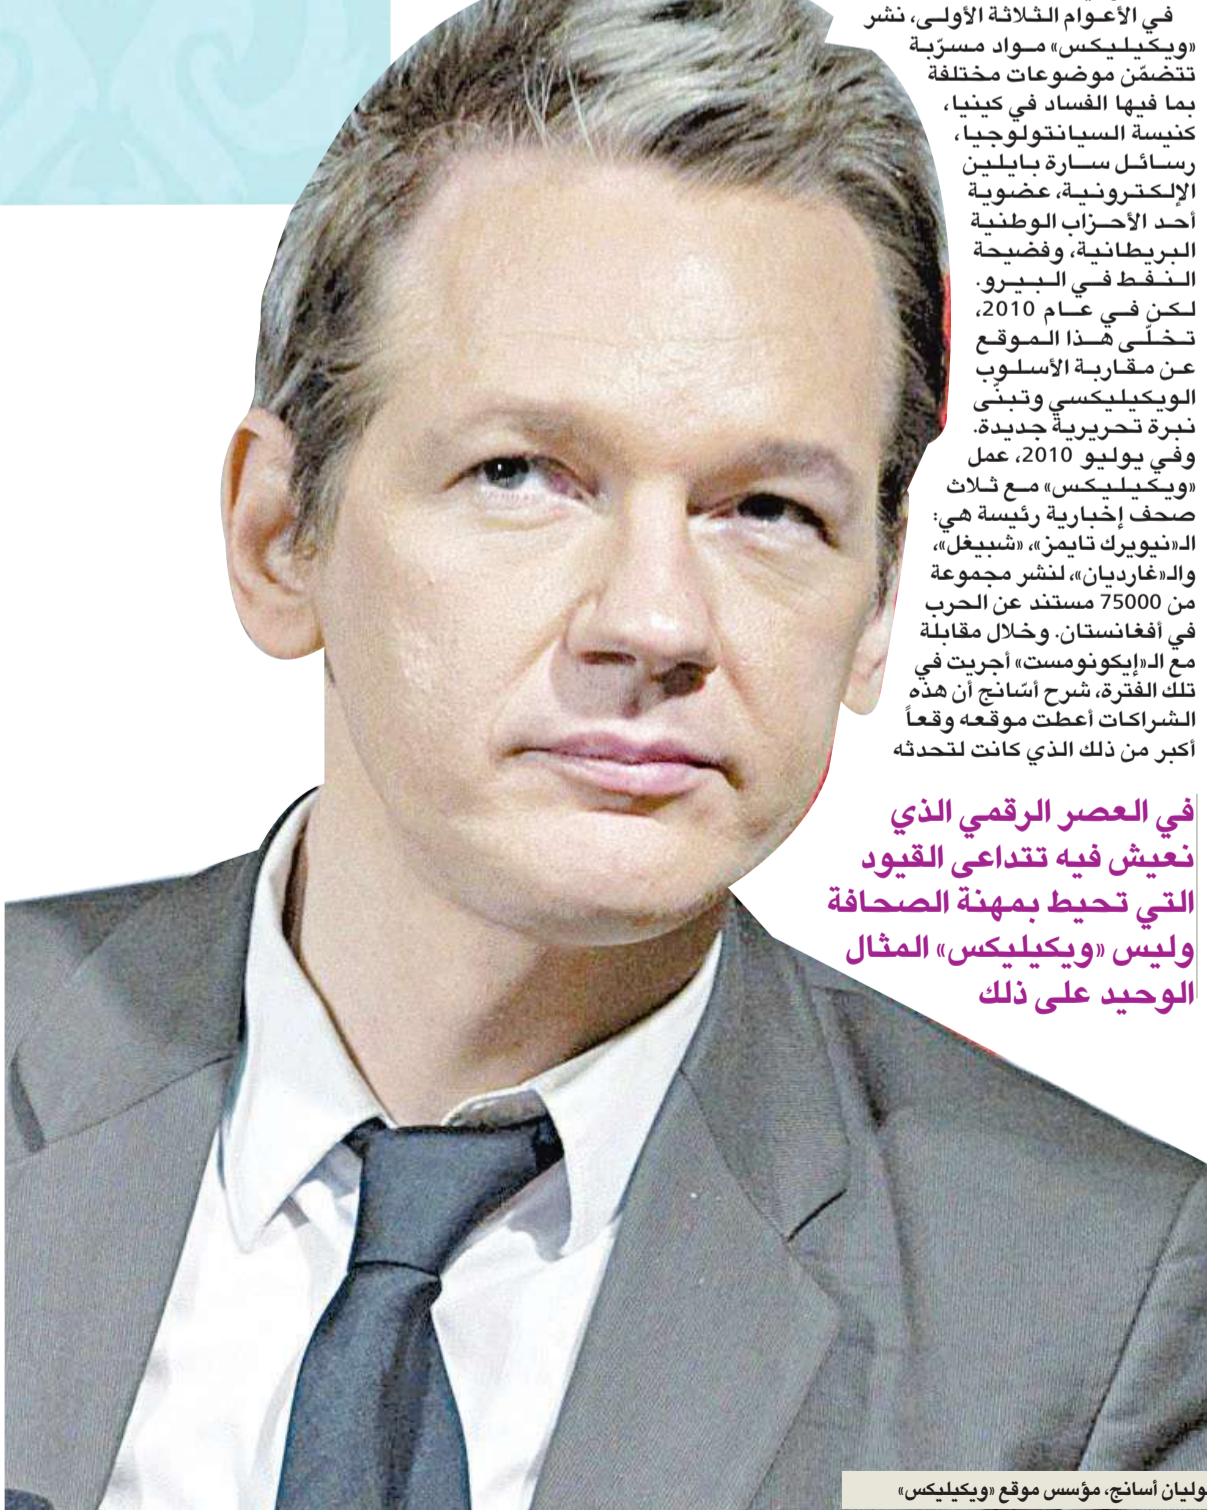 في الأعوام الثلاثة الأولى، نشر
«ويكيليكس» مواد مسرّبة
تتضمّن موضوعات مختلفة
بما فيها الفساد في كينيا،
كنيسة السيانتولوجيا،
رسائل سارة بايلين
الإلكترونية، عضوية
أحد الأحزاب الوطنية
البريطانية، وفضيحة
النفط في البيرو.
لكن في عام 2010،
تخلّى هذا الموقع
عن مقاربة الأسلوب
الويكيليكسي وتبنّى
نبرة تحريرية جديدة.
وفي يوليو 2010، عمل
«ويكيليكس» مع ثلاث
صحف إخبارية رئيسة هي:
الـ«نيويرك تايمز»، «شبيغل»،
والـ«غارديان»، لنشر مجموعة
من 75000 مستند عن الحرب
في أفغانستان. وخلال مقابلة
مع الـ«إيكونومست» أجريت في
تلك الفترة، شرح أسّانج أن هذه
الشراكات أعطت موقعه وقعاً
أكبر من ذلك الذي كانت لتحدثه
في العصر الرقمي الذي
نعيش فيه تتداعى القيود
التي تحيط بمهنة الصحافة
وليس «ويكيليكس» المثال
الوحيد على ذلك
وليان أسانج، مؤسس موقع «ويكيليكس»